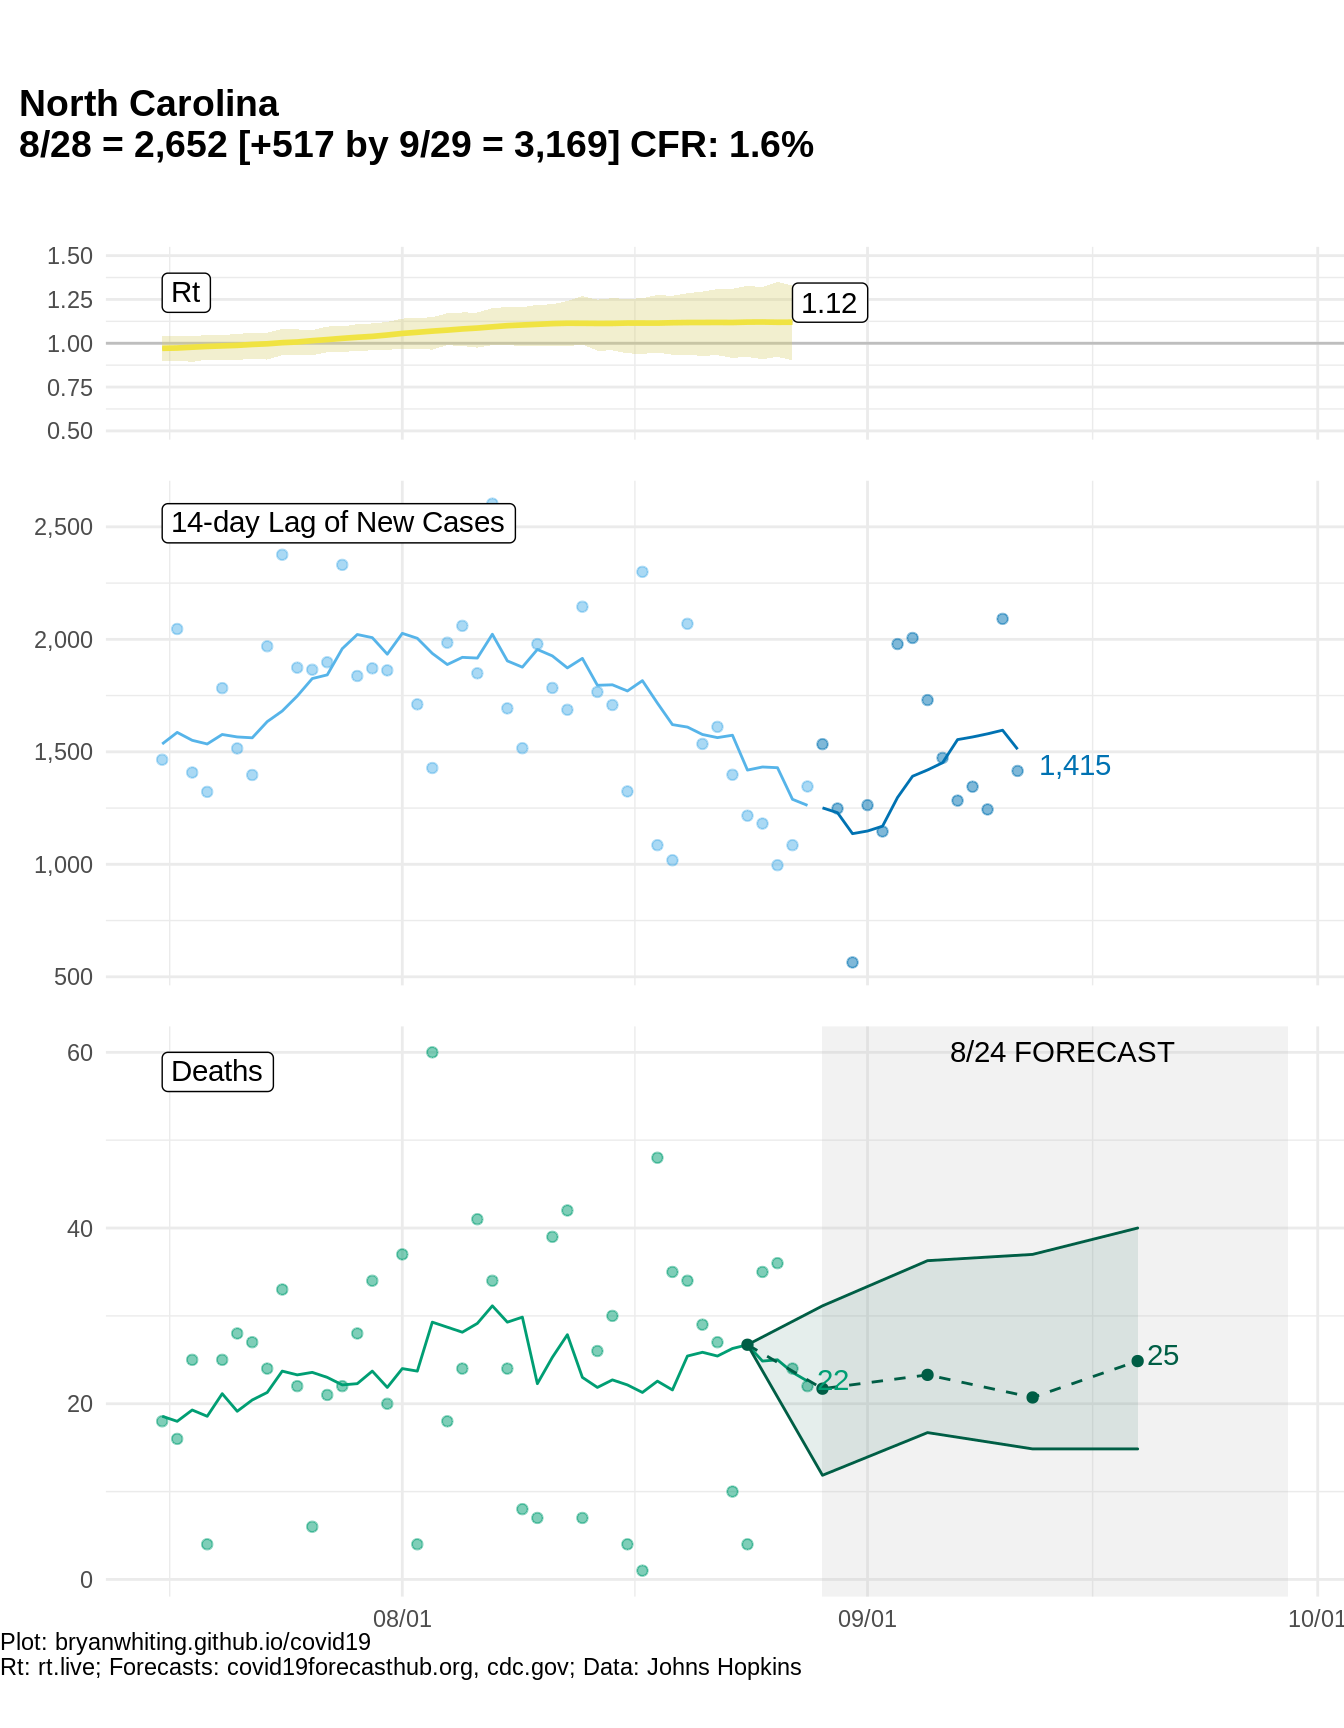 North Carolina
8/28 = 2,652 [+517 by 9/29 = 3,169] CFR: 1.6%
1.50
1.25
1.00
0.75
0.50
Rt
1.12
2,500
2,000
1,500
1,000
500
14-day Lag of New Cases
1,415
60
40
20
0
Deaths
8/24 FORECAST
22
25
08/01
09/01
10/01
Plot: bryanwhiting.github.io/covid19
Rt: rt.live; Forecasts: covid19forecasthub.org, cdc.gov; Data: Johns Hopkins